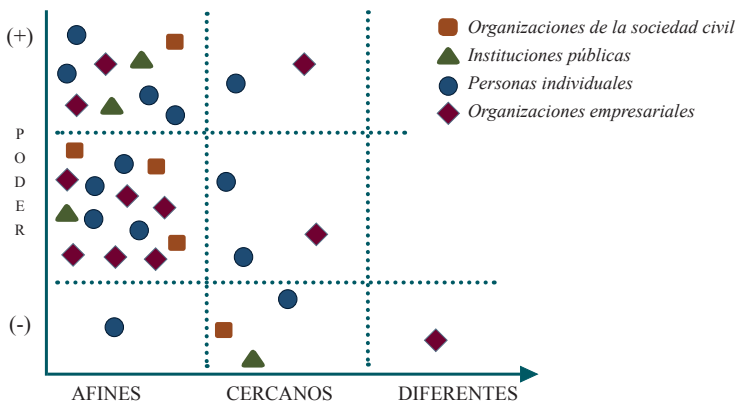 (+)
Organizaciones de la sociedad civil
Instituciones públicas
Personas individuales
Organizaciones empresariales
P
O
D
E
R
(-)
AFINES CERCANOS DIFERENTES